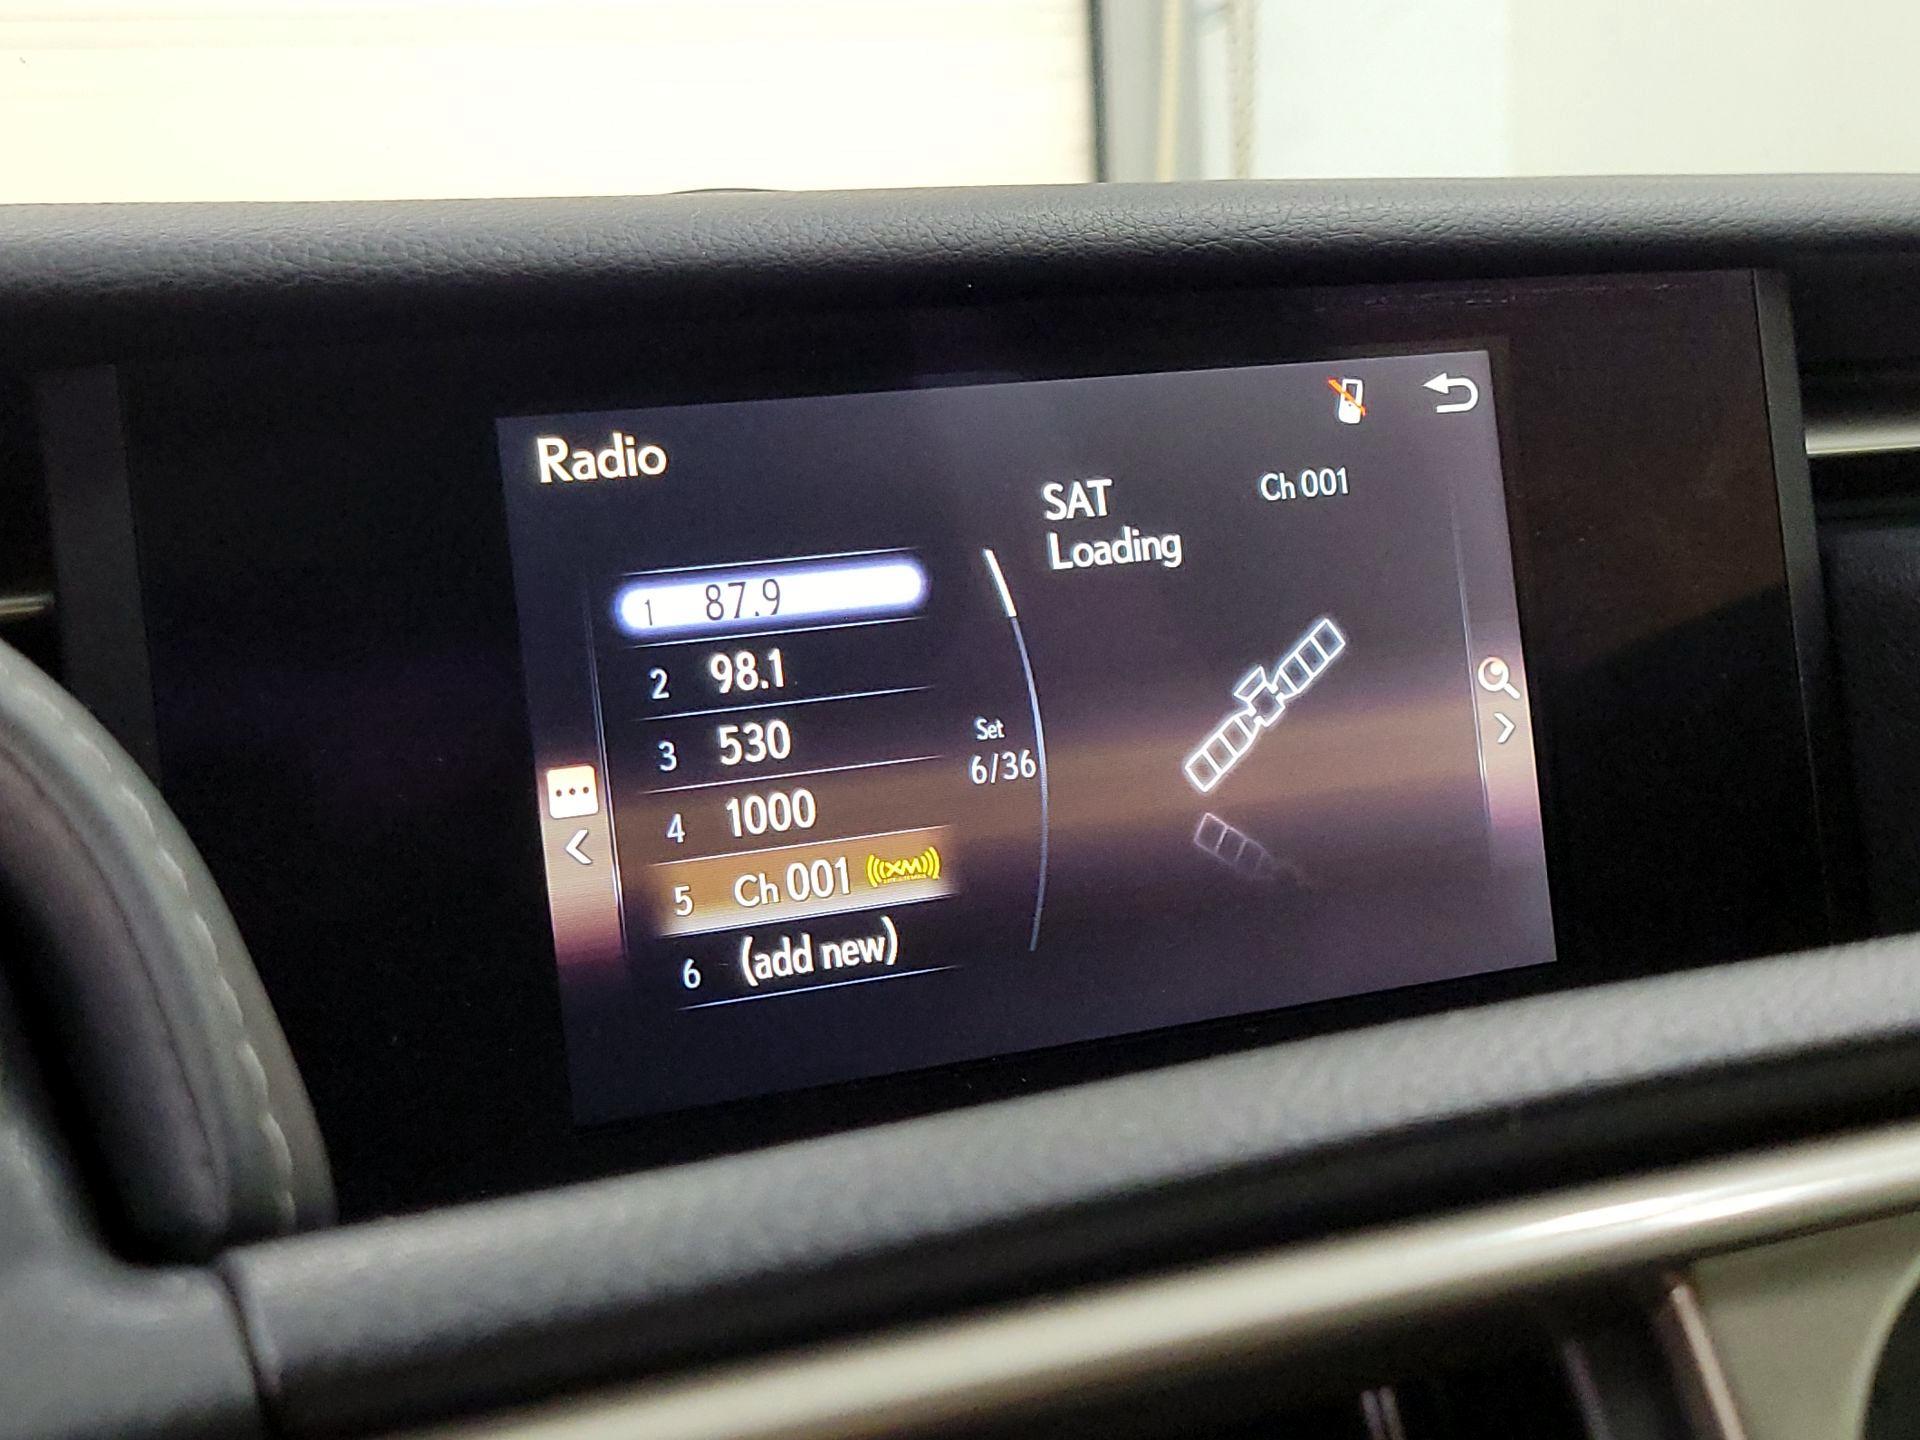 Radio
SAT
Ch 001
Loading
1 87.9
2 98.1
3 530
Set
6/36
4 1000
5 Ch 001 ((XM))
6 (add new)